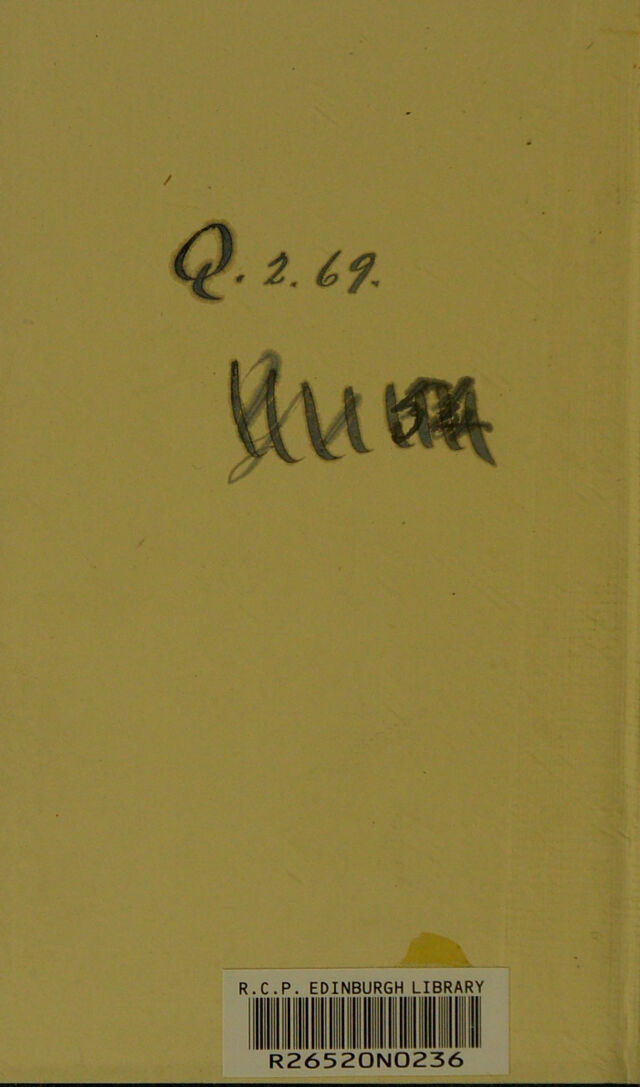 Q. 2. 69.
R.C.P. EDINBURGH LIBRARY
R26520N0236